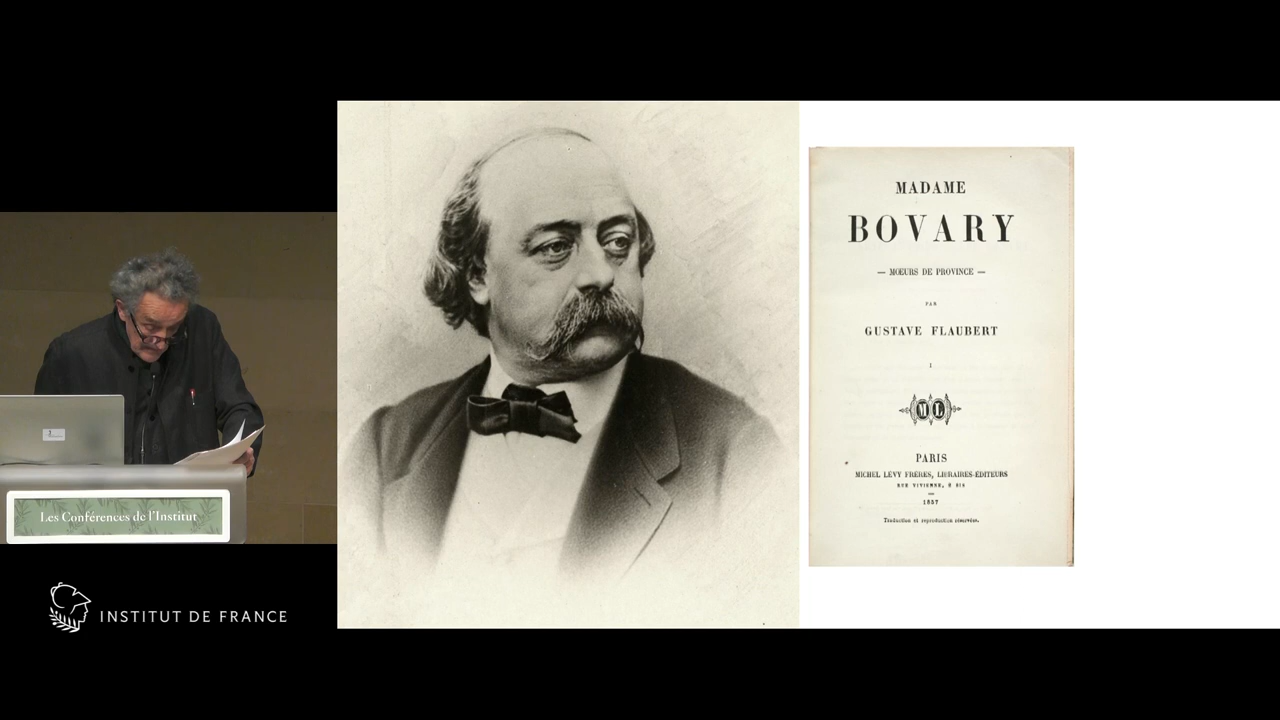 MADAME
BOVARY
— MŒURS DE PROVINCE —
PAR
GUSTAVE FLAUBERT
I
ML
PARIS
MICHEL LÉVY FRÈRES, LIBRAIRES-ÉDITEURS
RUE VIVIENNE, 2 BIS
1857
Traduction et reproduction réservées.
Les Conférences de l'Institut
INSTITUT DE FRANCE